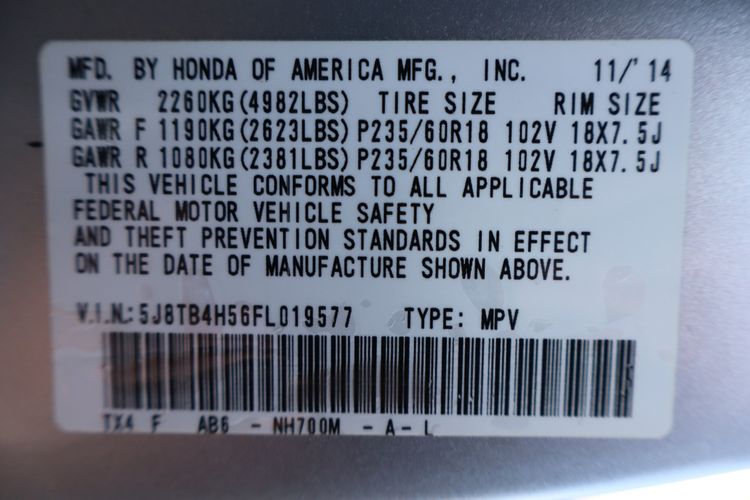 MFD. BY HONDA OF AMERICA MFG., INC. 11/'14
GVWR 2260KG(4982LBS) TIRE SIZE RIM SIZE
GAWR F 1190KG(2623LBS) P235/60R18 102V 18X7.5J
GAWR R 1080KG(2381LBS) P235/60R18 102V 18X7.5J
THIS VEHICLE CONFORMS TO ALL APPLICABLE
FEDERAL MOTOR VEHICLE SAFETY
AND THEFT PREVENTION STANDARDS IN EFFECT
ON THE DATE OF MANUFACTURE SHOWN ABOVE.
V.I.N.: 5J8TB4H56FL019577 TYPE: MPV
TX4 F AB6 - NH700M - A - L